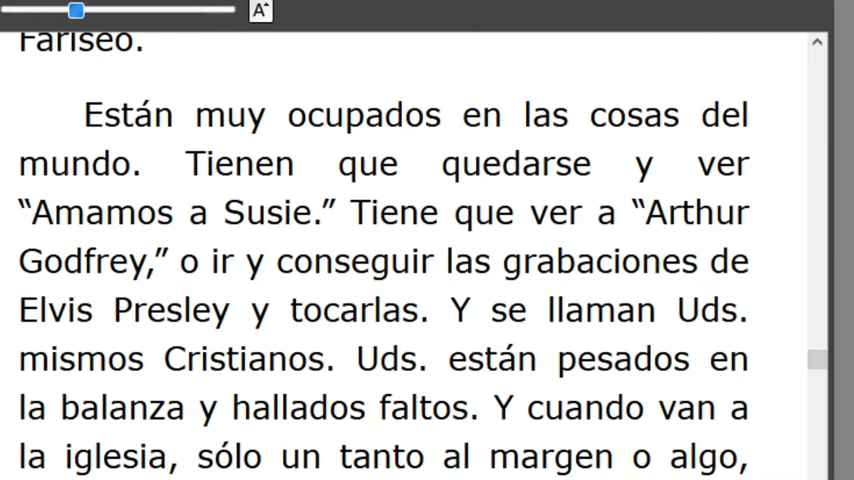 A
Fariseo.
Están muy ocupados en las cosas del
mundo. Tienen que quedarse y ver
“Amamos a Susie.” Tiene que ver a “Arthur
Godfrey,” o ir y conseguir las grabaciones de
Elvis Presley y tocarlas. Y se llaman Uds.
mismos Cristianos. Uds. están pesados en
la balanza y hallados faltos. Y cuando van a
la iglesia, sólo un tanto al margen o algo,